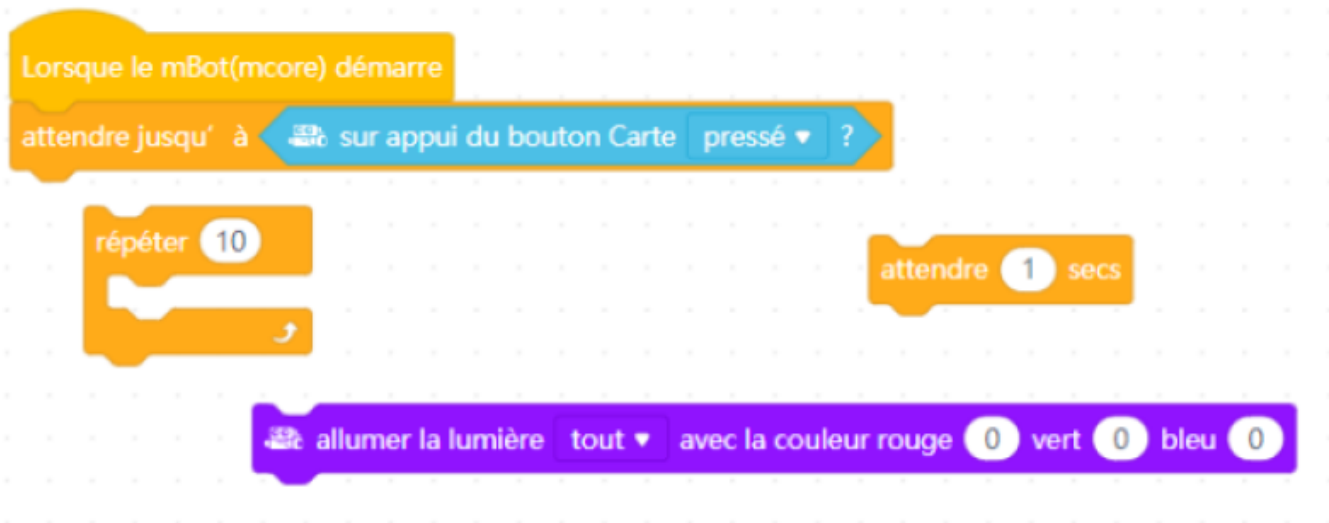 Lorsque le mBot(mcore) démarre
attendre jusqu' à sur appui du bouton Carte pressé ?
répéter 10
attendre 1 secs
allumer la lumière tout avec la couleur rouge 0 vert 0 bleu 0